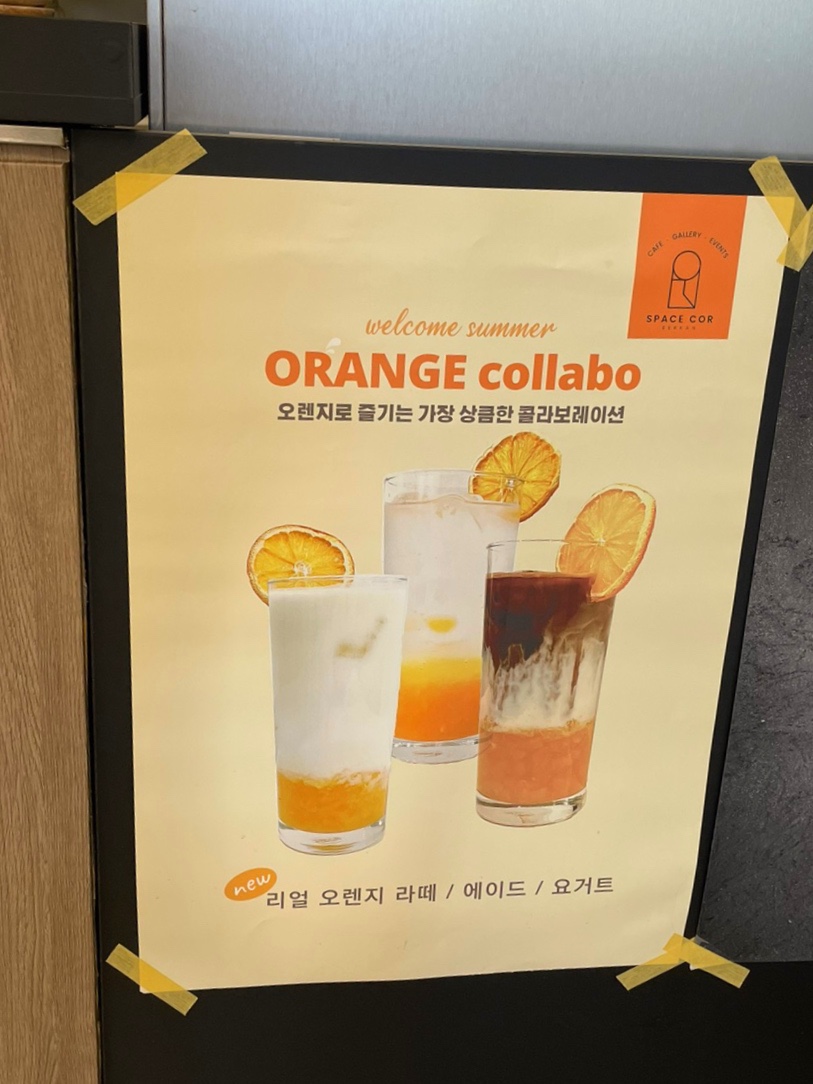 CAFE · GALLERY · EVENTS
SPACE COR
welcome summer
ORANGE collabo
오렌지로 즐기는 가장 상큼한 콜라보레이션
new
리얼 오렌지 라떼 / 에이드 / 요거트